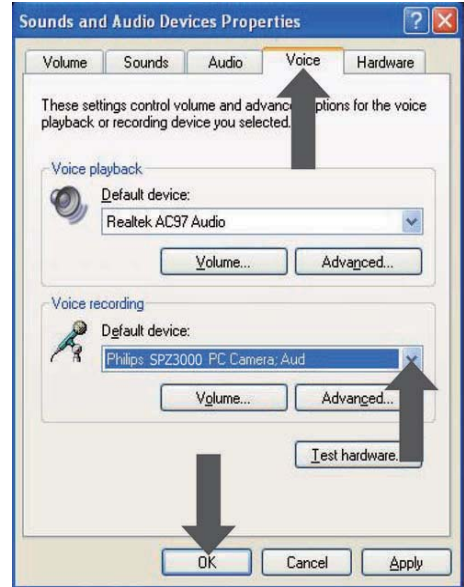 Sounds and Audio Devices Properties
Volume Sounds Audio Voice Hardware
These settings control volume and advanc ptions for the voice
playback or recording device you selected.
Voice playback
Default device:
Realtek AC97 Audio
Volume... Advanced...
Voice recording
Default device:
Philips SPZ3000 PC Camera; Aud
Volume... Advanced...
Test hardware.
OK Cancel Apply